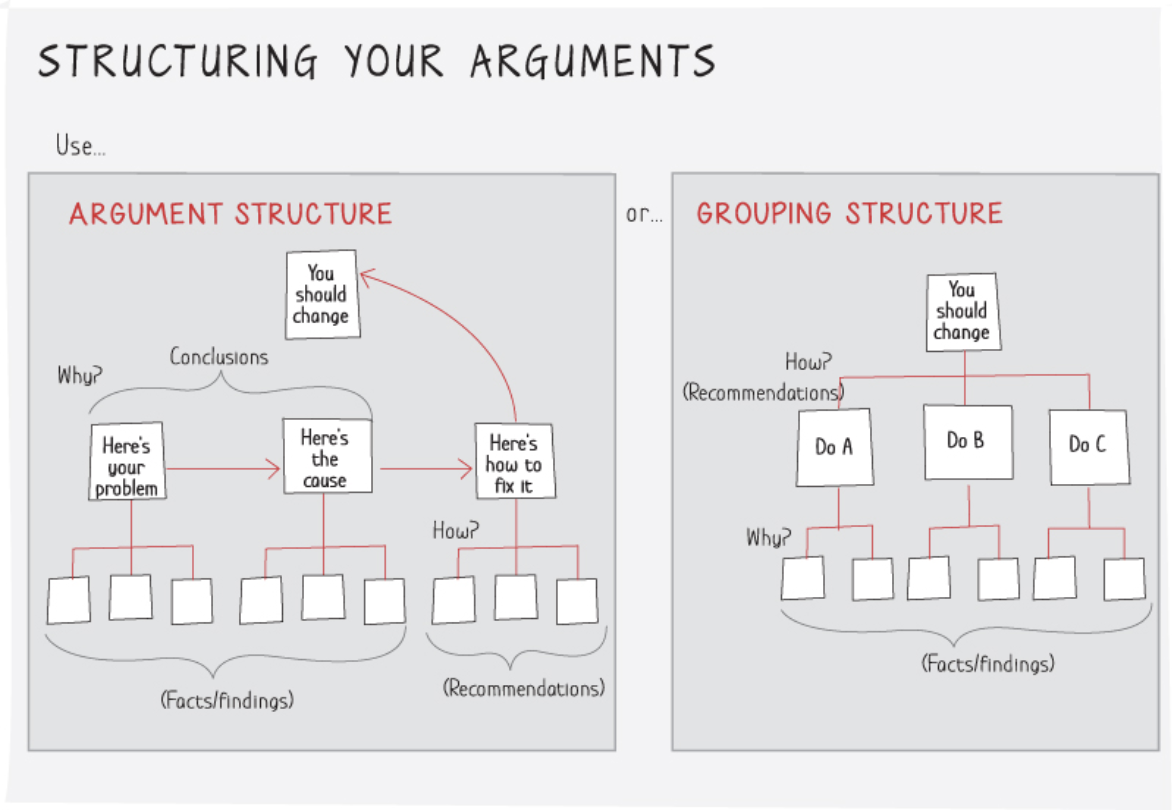 STRUCTURING YOUR ARGUMENTS
Use...
ARGUMENT STRUCTURE
You
should
change
Conclusions
Why?
Here's
your
problem
Here's
the
cause
Here's
how to
fix it
How?
(Facts/findings)
(Recommendations)
or...
GROUPING STRUCTURE
You
should
change
How?
(Recommendations)
Do A
Do B
Do C
Why?
(Facts/findings)